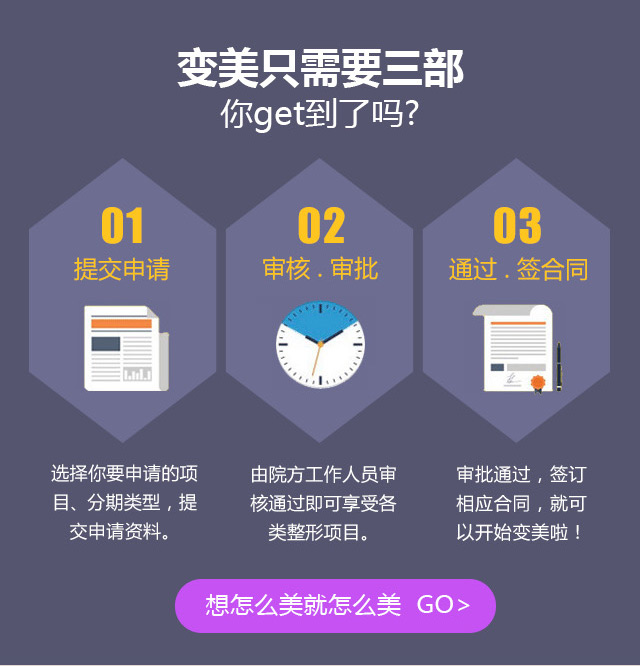 变美只需要三部
你get到了吗?
01
提交申请
02
审核 . 审批
03
通过 . 签合同
选择你要申请的项
目、分期类型，提
交申请资料。
由院方工作人员审
核通过即可享受各
类整形项目。
审批通过，签订
相应合同，就可
以开始变美啦！
想怎么美就怎么美 GO>